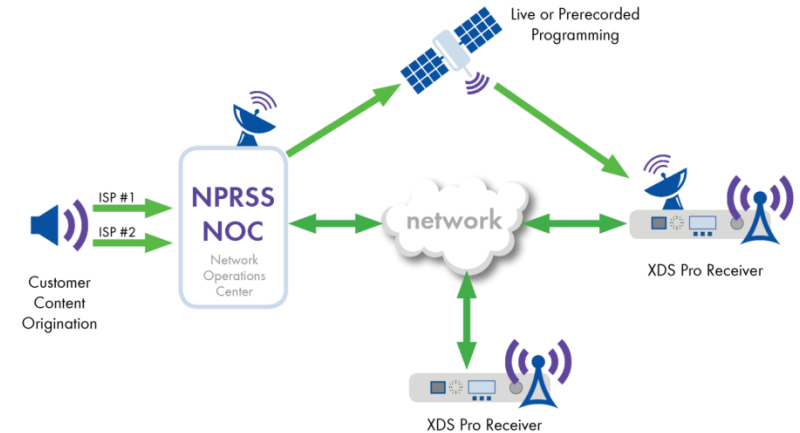 Live or Prerecorded
Programming
ISP #1
ISP #2
NPRSS
NOC
Network
Operations
Center
network
Customer
Content
Origination
XDS Pro Receiver
XDS Pro Receiver